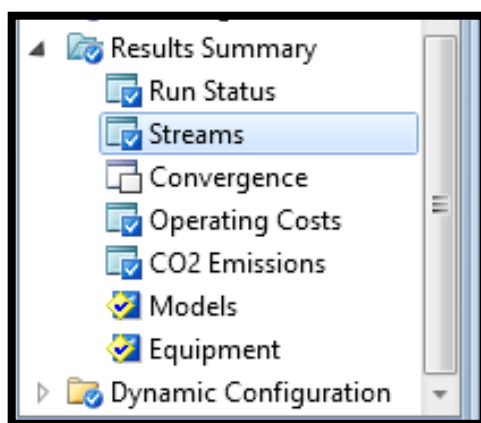 Results Summary
Run Status
Streams
Convergence
Operating Costs
CO2 Emissions
Models
Equipment
Dynamic Configuration